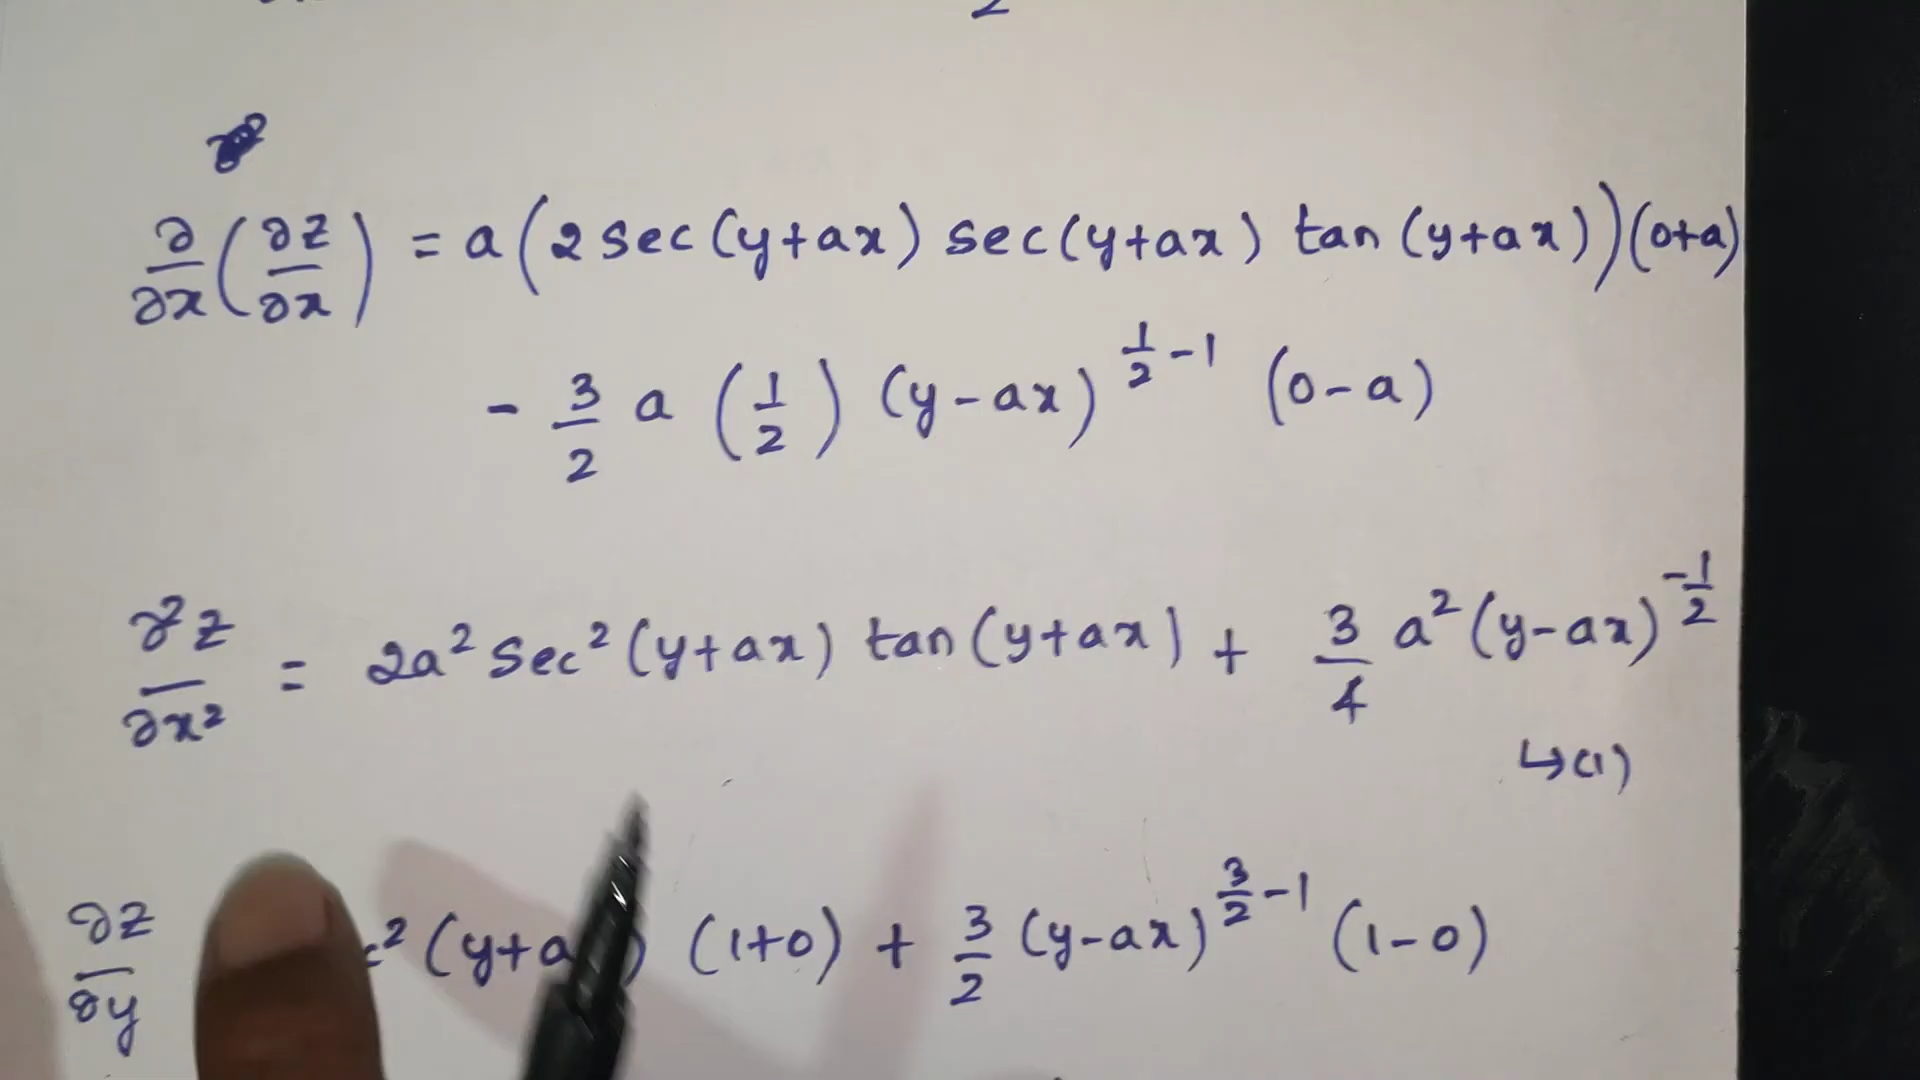 ∂/∂x (∂z/∂x) = a (2 sec (y+ax) sec (y+ax) tan (y+ax)) (0+a)
- 3/2 a (1/2) (y-ax)^(1/2 - 1) (0-a)
∂²z/∂x² = 2a² sec² (y+ax) tan (y+ax) + 3/4 a² (y-ax)^(-1/2)
↳(1)
∂z/∂y ² (y+a ) (1+0) + 3/2 (y-ax)^(3/2 - 1) (1-0)